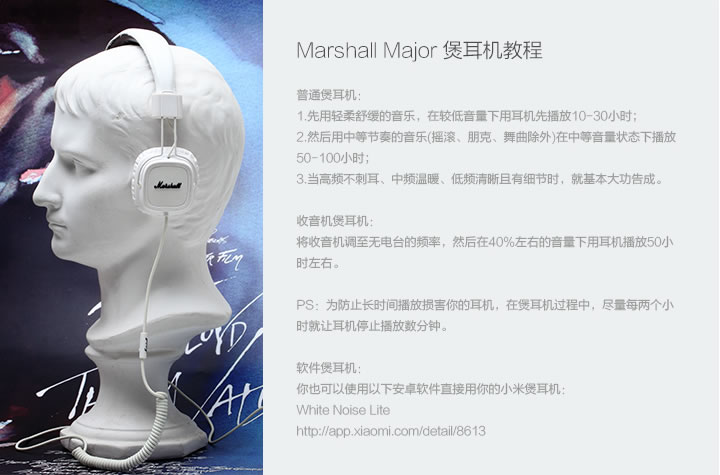 Marshall Major 煲耳机教程
普通煲耳机：
1.先用轻柔舒缓的音乐，在较低音量下用耳机先播放10-30小时；
2.然后用中等节奏的音乐(摇滚、朋克、舞曲除外)在中等音量状态下播放
50-100小时；
3.当高频不刺耳、中频温暖、低频清晰且有细节时，就基本大功告成。
收音机煲耳机：
将收音机调至无电台的频率，然后在40%左右的音量下用耳机播放50小
时左右。
PS：为防止长时间播放损害你的耳机，在煲耳机过程中，尽量每两个小
时就让耳机停止播放数分钟。
软件煲耳机：
你也可以使用以下安卓软件直接用你的小米煲耳机：
White Noise Lite
http://app.xiaomi.com/detail/8613
Marshall
FILM